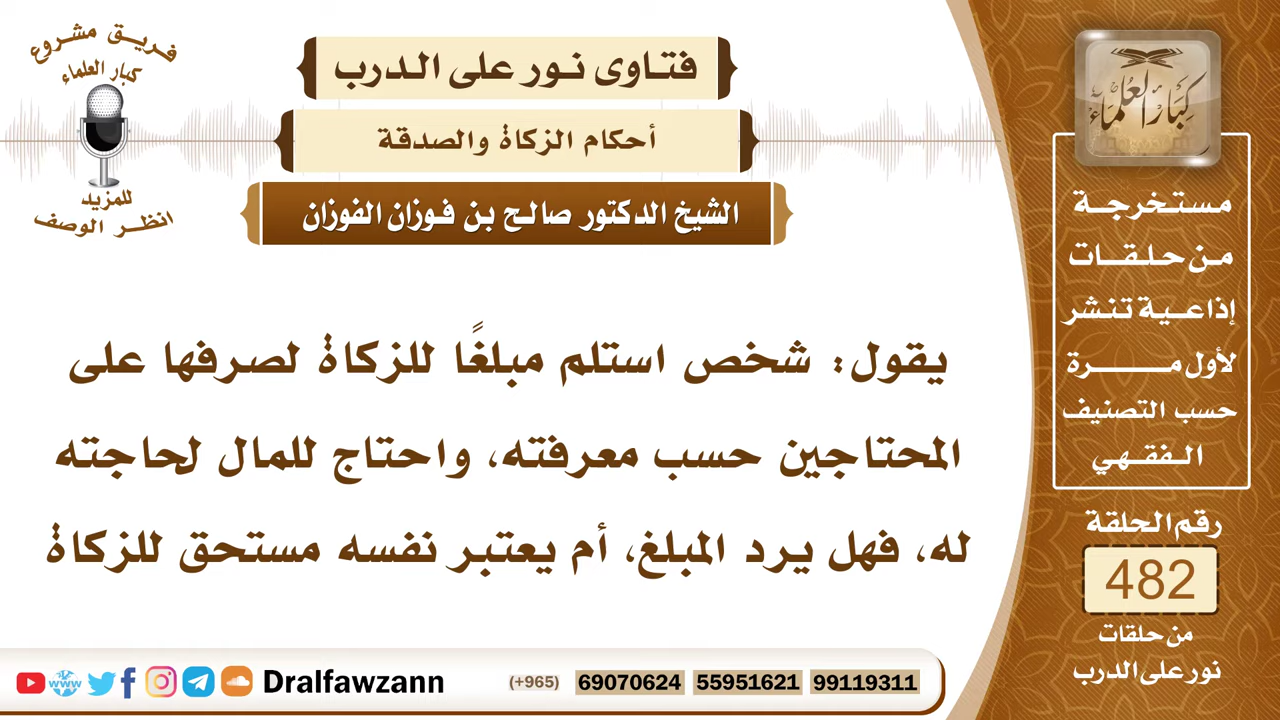 فريق مشروع
كبار العلماء
للمزيد
انظر الوصف
فتاوى نور على الدرب
أحكام الزكاة والصدقة
الشيخ الدكتور صالح بن فوزان الفوزان
يقول: شخص استلم مبلغًا للزكاة لصرفها على
المحتاجين حسب معرفته، واحتاج للمال لحاجته
له، فهل يرد المبلغ، أم يعتبر نفسه مستحق للزكاة
كبار العلماء
مستخرجة
من حلقات
إذاعية تنشر
لأول مرة
حسب التصنيف
الفقهي
رقم الحلقة
482
من حلقات
نور على الدرب
www Dralfawzann (+965) 69070624 55951621 99119311